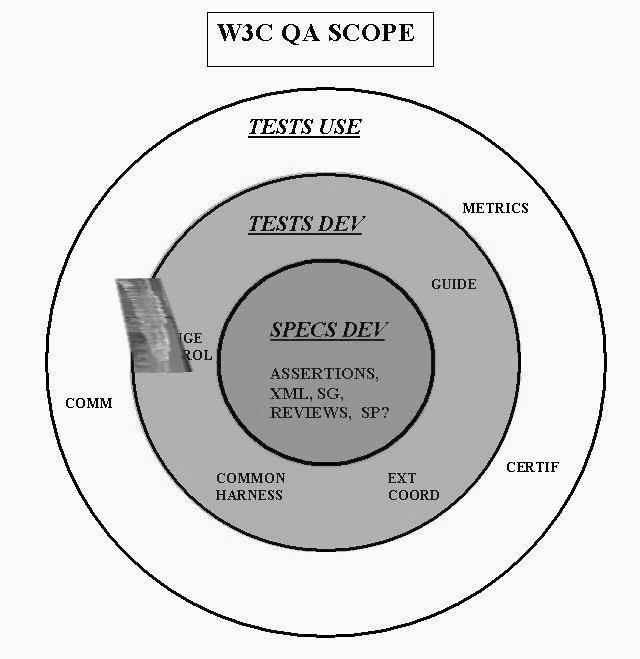 W3C QA SCOPE
TESTS USE
METRICS
TESTS DEV
GUIDE
SPECS DEV
ASSERTIONS,
XML, SG,
REVIEWS, SP?
COMM
CERTIF
COMMON
HARNESS
EXT
COORD